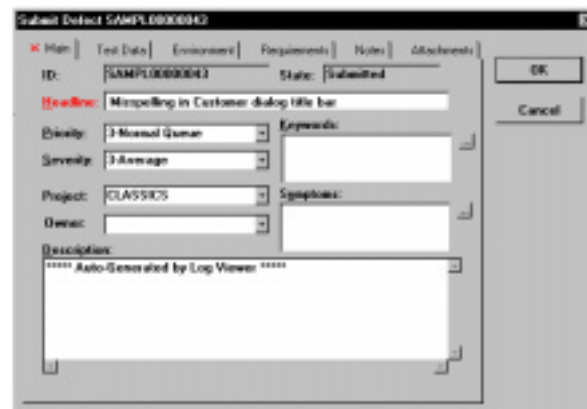 Submit Defect SAMPL00000043
Main Test Data Environment Requirements Notes Attachments
ID: SAMPL00000043 State: Submitted
OK
Headline: Misspelling in Customer dialog title bar
Cancel
Priority: 3-Normal Queue Keywords:
Severity: 3-Average
Project: CLASSICS Symptoms:
Owner:
Description:
***** Auto-Generated by Log Viewer *****